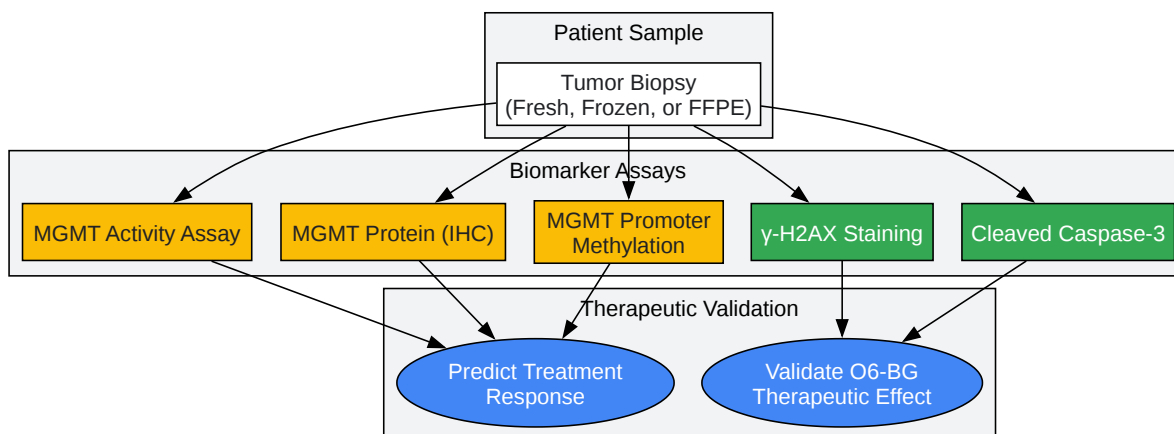 Patient Sample
Tumor Biopsy
(Fresh, Frozen, or FFPE)
Biomarker Assays
MGMT Activity Assay
MGMT Protein (IHC)
MGMT Promoter
Methylation
γ-H2AX Staining
Cleaved Caspase-3
Therapeutic Validation
Predict Treatment
Response
Validate O6-BG
Therapeutic Effect